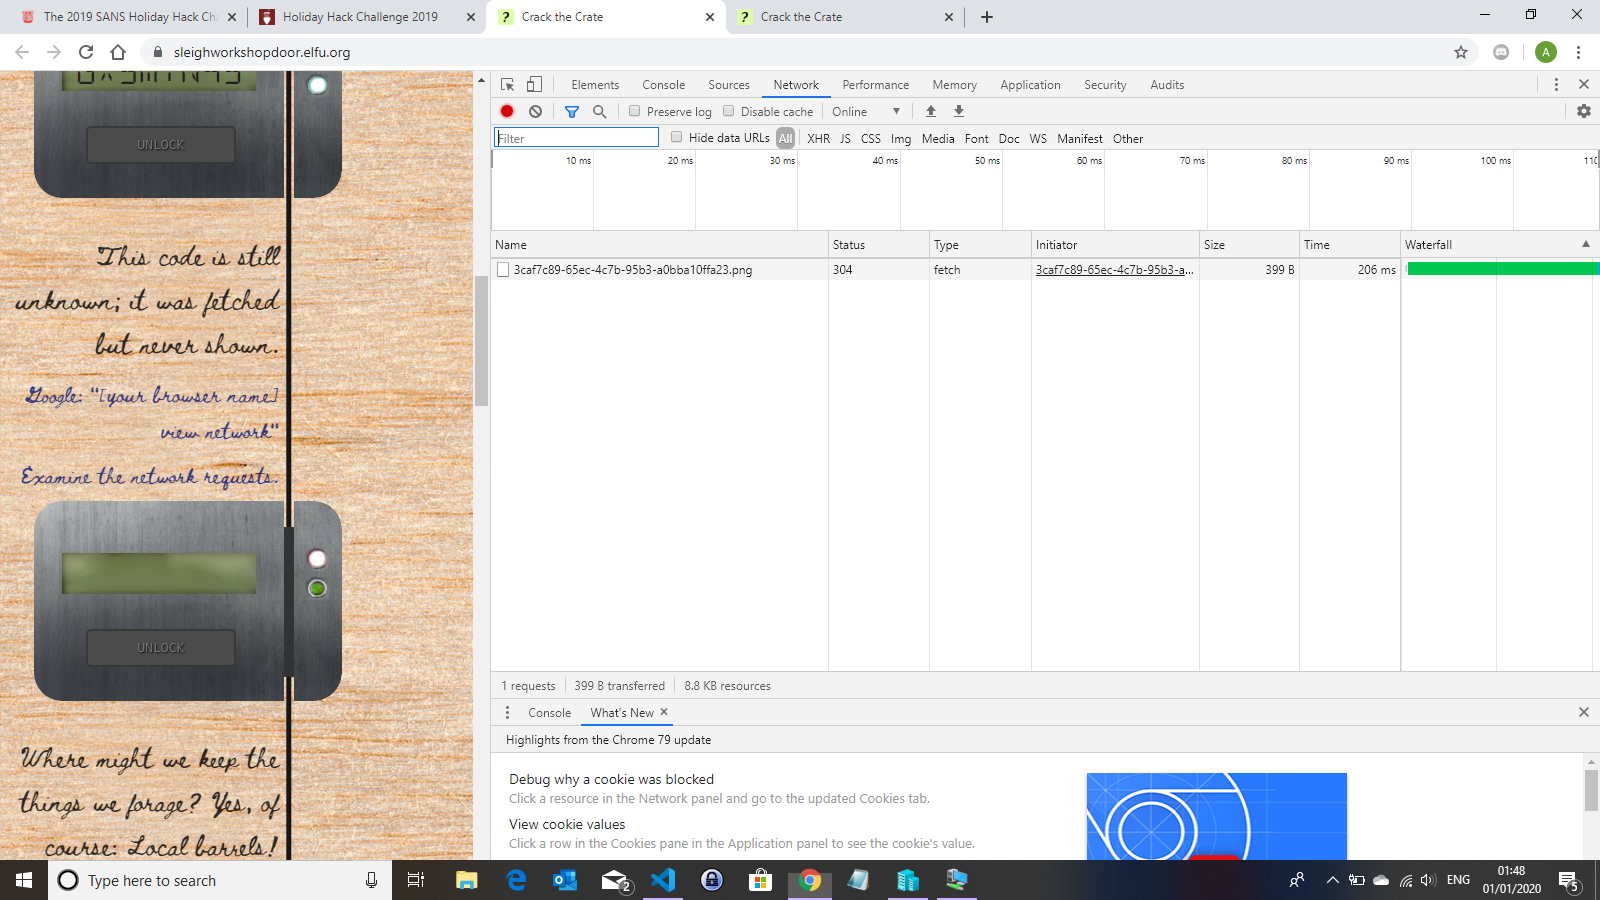 The 2019 SANS Holiday Hack Cha
Holiday Hack Challenge 2019
Crack the Crate
Crack the Crate
sleighworkshopdoor.elfu.org
A
UNLOCK
This code is still
unknown; it was fetched
but never shown.
Google: "[your browser name]
view network"
Examine the network requests.
UNLOCK
Where might we keep the
things we forage? Yes, of
course: Local barrels!
Elements Console Sources Network Performance Memory Application Security Audits
Preserve log Disable cache Online
Filter Hide data URLs All XHR JS CSS Img Media Font Doc WS Manifest Other
10 ms 20 ms 30 ms 40 ms 50 ms 60 ms 70 ms 80 ms 90 ms 100 ms 110
Name Status Type Initiator Size Time Waterfall
3caf7c89-65ec-4c7b-95b3-a0bba10ffa23.png 304 fetch 3caf7c89-65ec-4c7b-95b3-a... 399 B 206 ms
1 requests 399 B transferred 8.8 KB resources
Console What's New
Highlights from the Chrome 79 update
Debug why a cookie was blocked
Click a resource in the Network panel and go to the updated Cookies tab.
View cookie values
Click a row in the Cookies pane in the Application panel to see the cookie's value.
Type here to search
2
ENG
01:48
01/01/2020
5